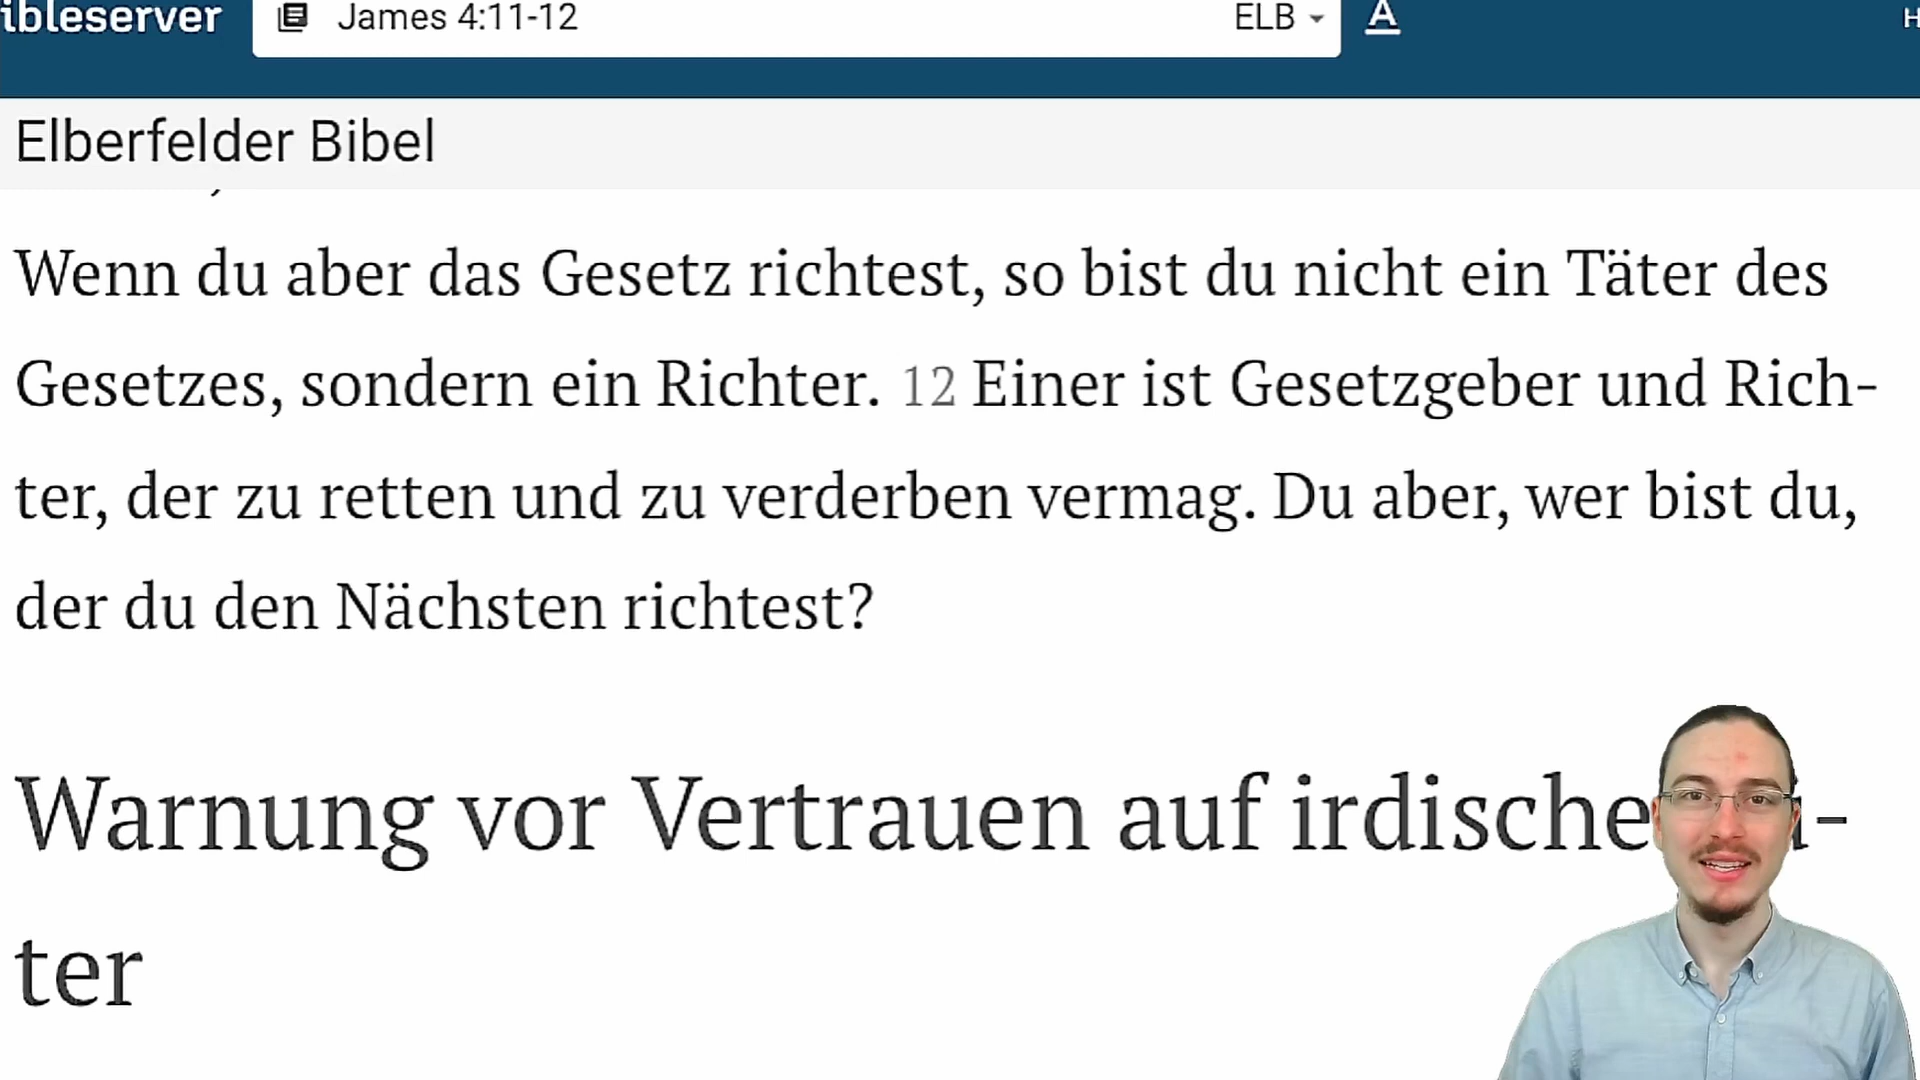 ibleserver James 4:11-12 ELB A H
Elberfelder Bibel
Wenn du aber das Gesetz richtest, so bist du nicht ein Täter des
Gesetzes, sondern ein Richter. 12 Einer ist Gesetzgeber und Rich-
ter, der zu retten und zu verderben vermag. Du aber, wer bist du,
der du den Nächsten richtest?
Warnung vor Vertrauen auf irdische
ter